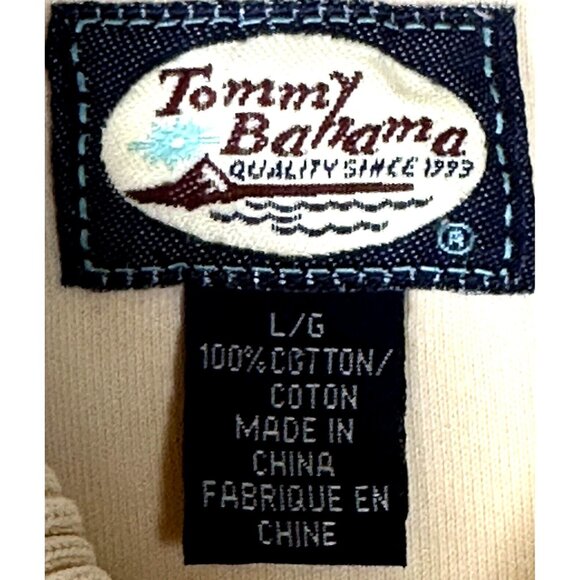 Tommy
Bahama
QUALITY SINCE 1993
®
L/G
100% COTTON/
COTON
MADE IN
CHINA
FABRIQUE EN
CHINE